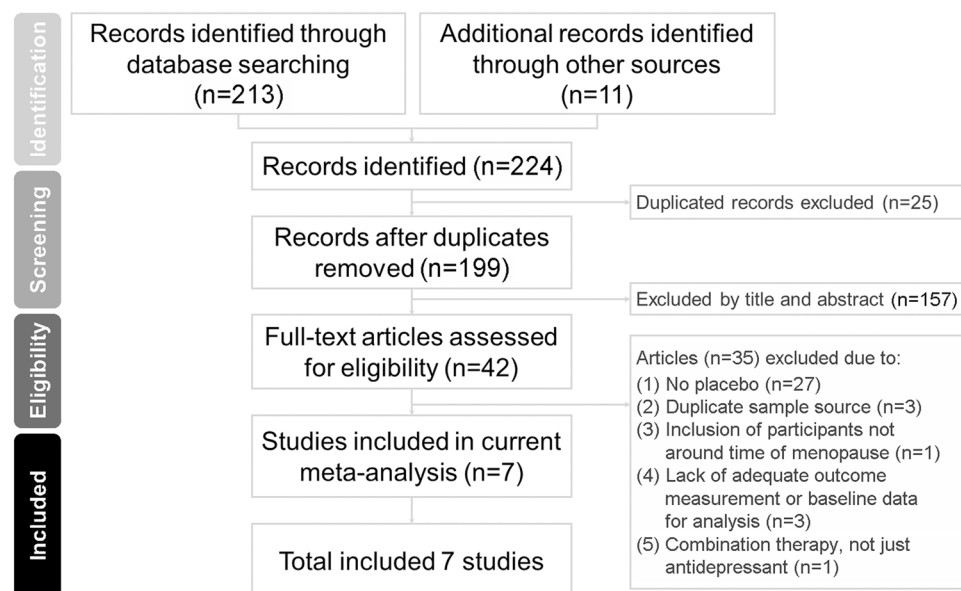 Identification
Records identified through
database searching
(n=213)
Additional records identified
through other sources
(n=11)
Records identified (n=224)
Screening
Duplicated records excluded (n=25)
Records after duplicates
removed (n=199)
Excluded by title and abstract (n=157)
Eligibility
Full-text articles assessed
for eligibility (n=42)
Articles (n=35) excluded due to:
(1) No placebo (n=27)
(2) Duplicate sample source (n=3)
(3) Inclusion of participants not
around time of menopause (n=1)
(4) Lack of adequate outcome
measurement or baseline data
for analysis (n=3)
(5) Combination therapy, not just
antidepressant (n=1)
Included
Studies included in current
meta-analysis (n=7)
Total included 7 studies